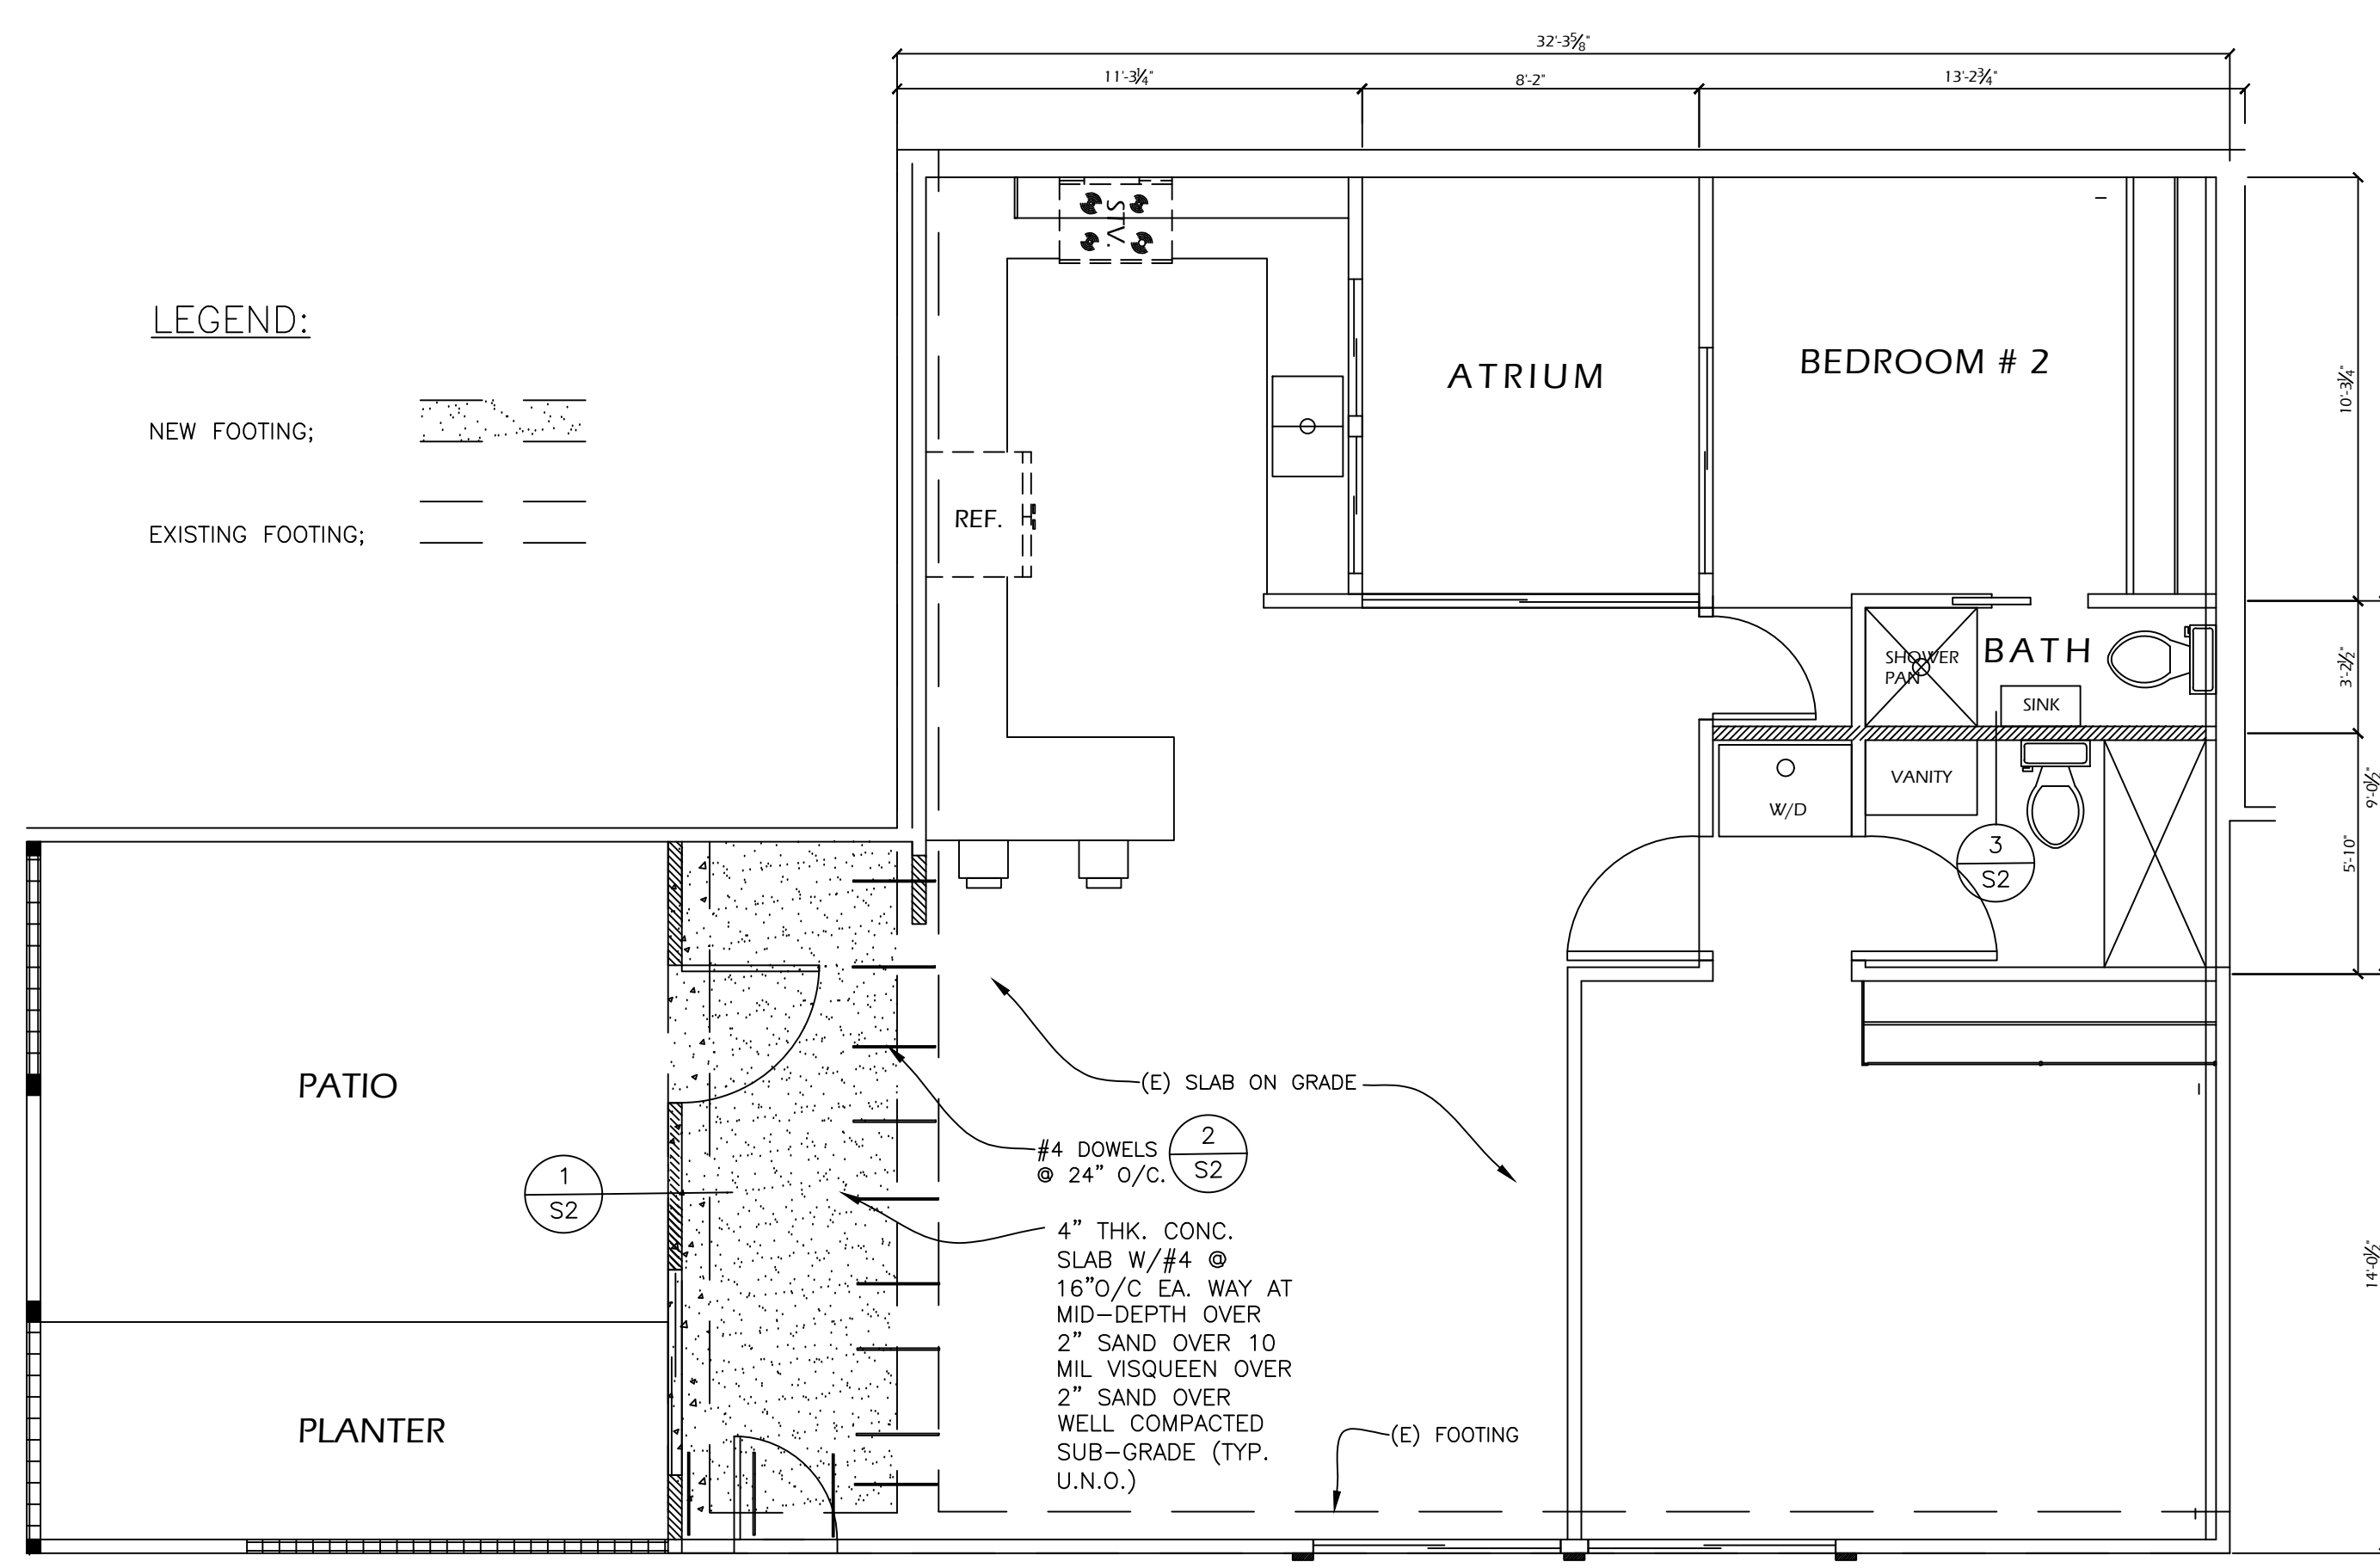 32'-3⅝"
11'-3¼"
8'-2"
13'-2¾"
STV.
LEGEND:
NEW FOOTING;
EXISTING FOOTING;
ATRIUM
BEDROOM # 2
10'-3¼"
REF.
BATH
SHOWER
PAN
SINK
3'-2½"
VANITY
W/D
9'-0½"
3
S2
5'-10"
PATIO
(E) SLAB ON GRADE
#4 DOWELS
@ 24" O/C.
2
S2
1
S2
4" THK. CONC.
SLAB W/#4 @
16"O/C EA. WAY AT
MID-DEPTH OVER
2" SAND OVER 10
MIL VISQUEEN OVER
2" SAND OVER
WELL COMPACTED
SUB-GRADE (TYP.
U.N.O.)
14'-0½"
PLANTER
(E) FOOTING